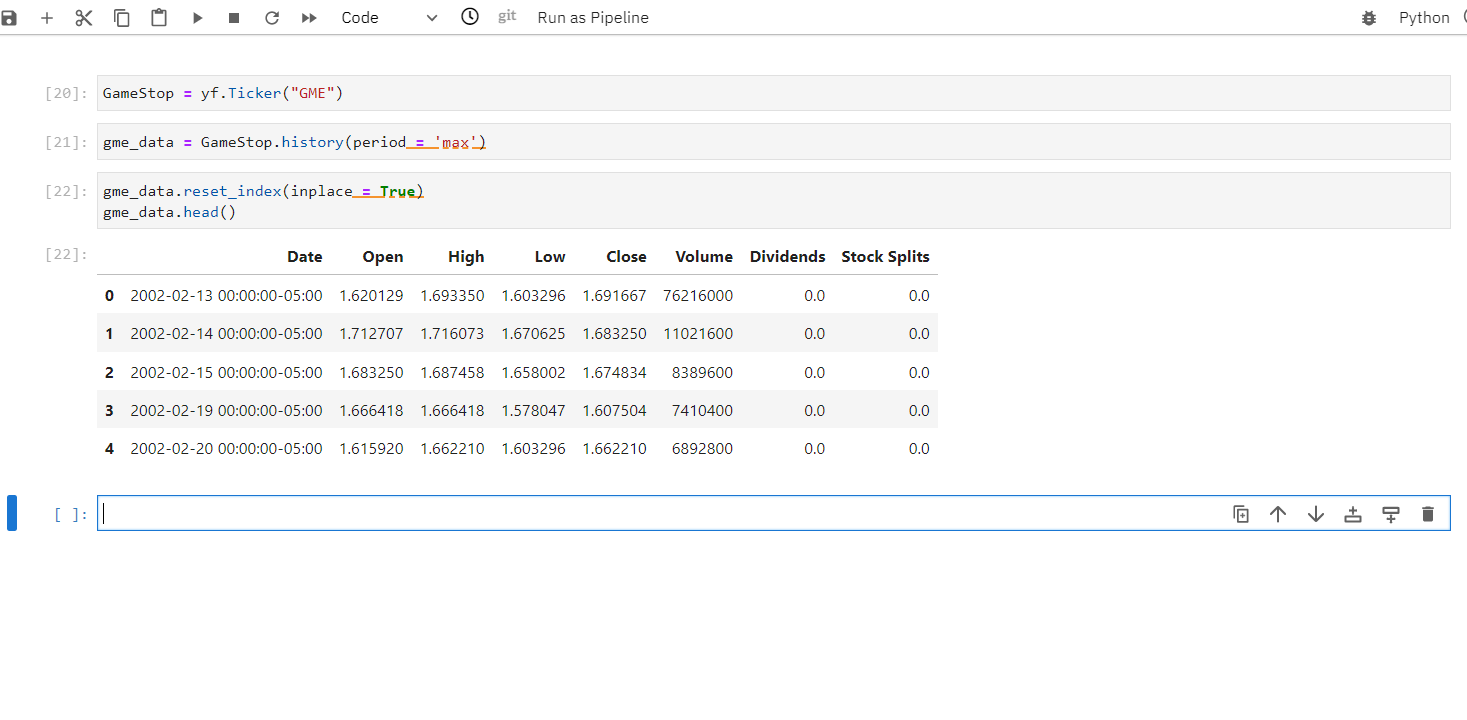 Code git Run as Pipeline Python
[20]: GameStop = yf.Ticker("GME")
[21]: gme_data = GameStop.history(period = 'max')
[22]: gme_data.reset_index(inplace = True)
gme_data.head()
[22]: Date Open High Low Close Volume Dividends Stock Splits
0 2002-02-13 00:00:00-05:00 1.620129 1.693350 1.603296 1.691667 76216000 0.0 0.0
1 2002-02-14 00:00:00-05:00 1.712707 1.716073 1.670625 1.683250 11021600 0.0 0.0
2 2002-02-15 00:00:00-05:00 1.683250 1.687458 1.658002 1.674834 8389600 0.0 0.0
3 2002-02-19 00:00:00-05:00 1.666418 1.666418 1.578047 1.607504 7410400 0.0 0.0
4 2002-02-20 00:00:00-05:00 1.615920 1.662210 1.603296 1.662210 6892800 0.0 0.0
[ ]: